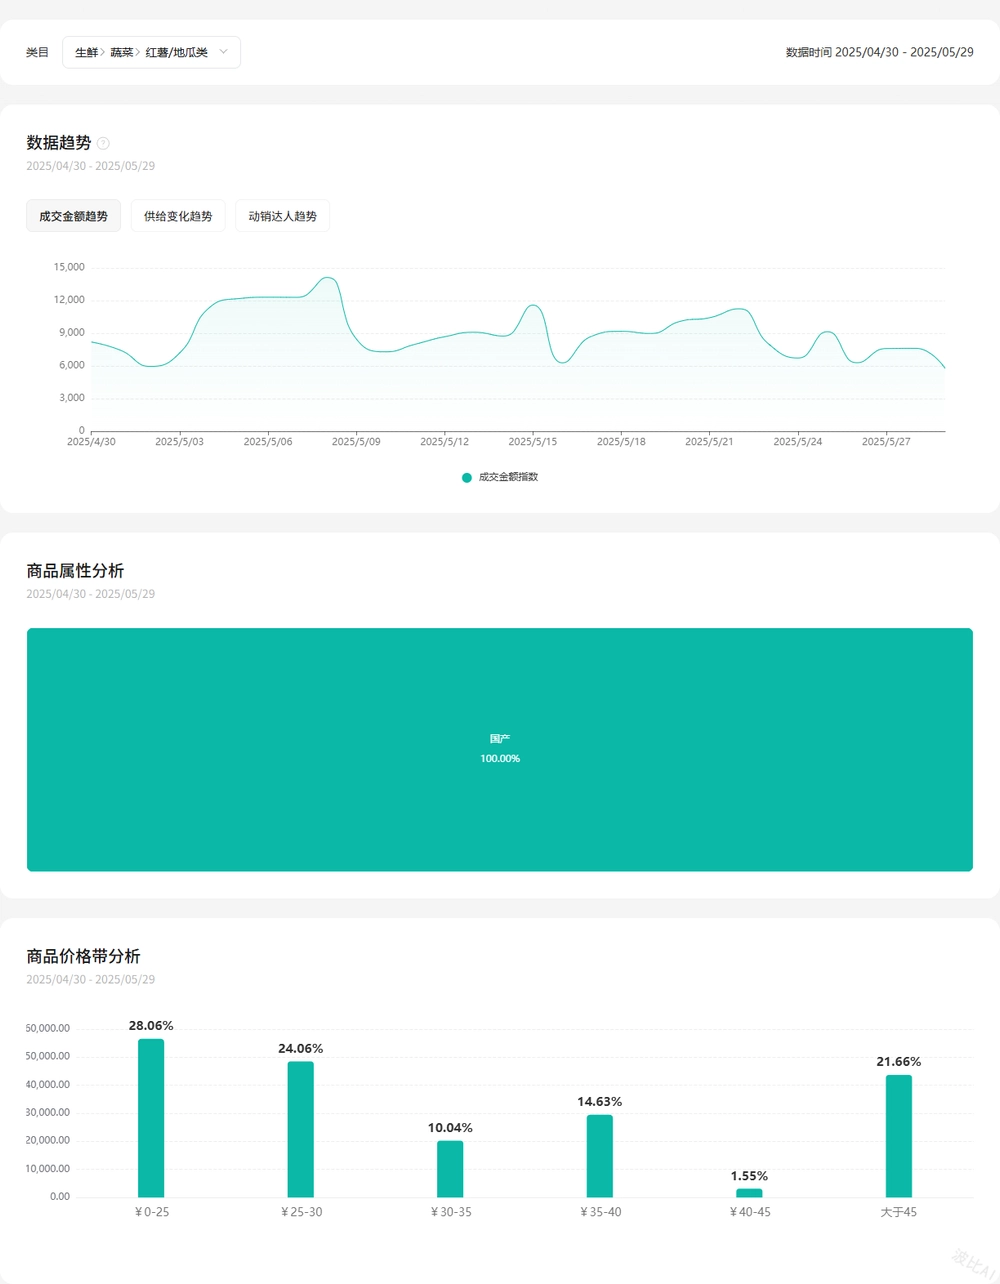 类目 生鲜 > 蔬菜 > 红薯/地瓜类 数据时间 2025/04/30 - 2025/05/29
数据趋势 ?
2025/04/30 - 2025/05/29
成交金额趋势 供给变化趋势 动销达人趋势
15,000
12,000
9,000
6,000
3,000
0
2025/4/30 2025/5/03 2025/5/06 2025/5/09 2025/5/12 2025/5/15 2025/5/18 2025/5/21 2025/5/24 2025/5/27
成交金额指数
商品属性分析
2025/04/30 - 2025/05/29
国产
100.00%
商品价格带分析
2025/04/30 - 2025/05/29
60,000.00
50,000.00
40,000.00
30,000.00
20,000.00
10,000.00
0.00
28.06% 24.06% 10.04% 14.63% 1.55% 21.66%
¥0-25 ¥25-30 ¥30-35 ¥35-40 ¥40-45 大于45
波比AI